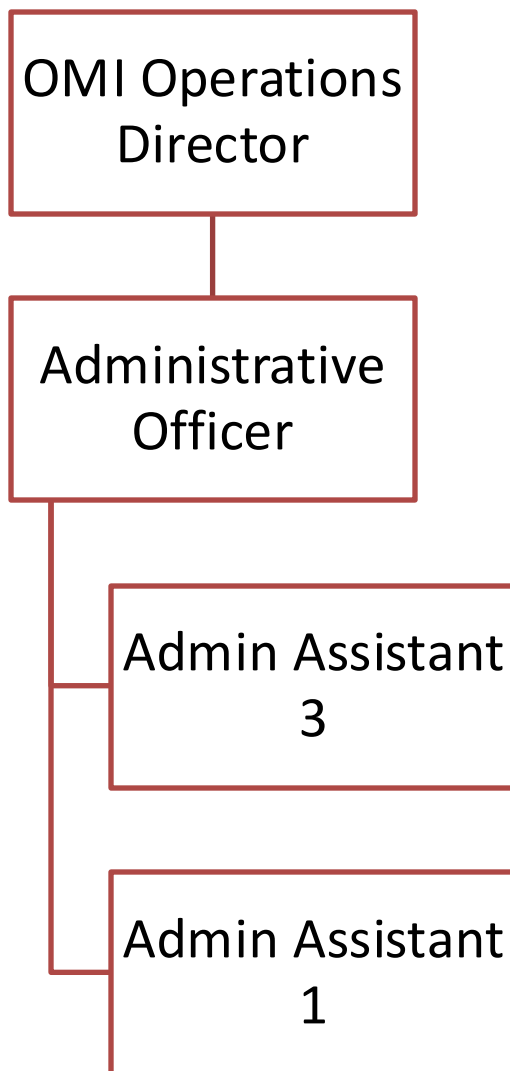 OMI Operations
Director
Administrative
Officer
Admin Assistant
3
Admin Assistant
1